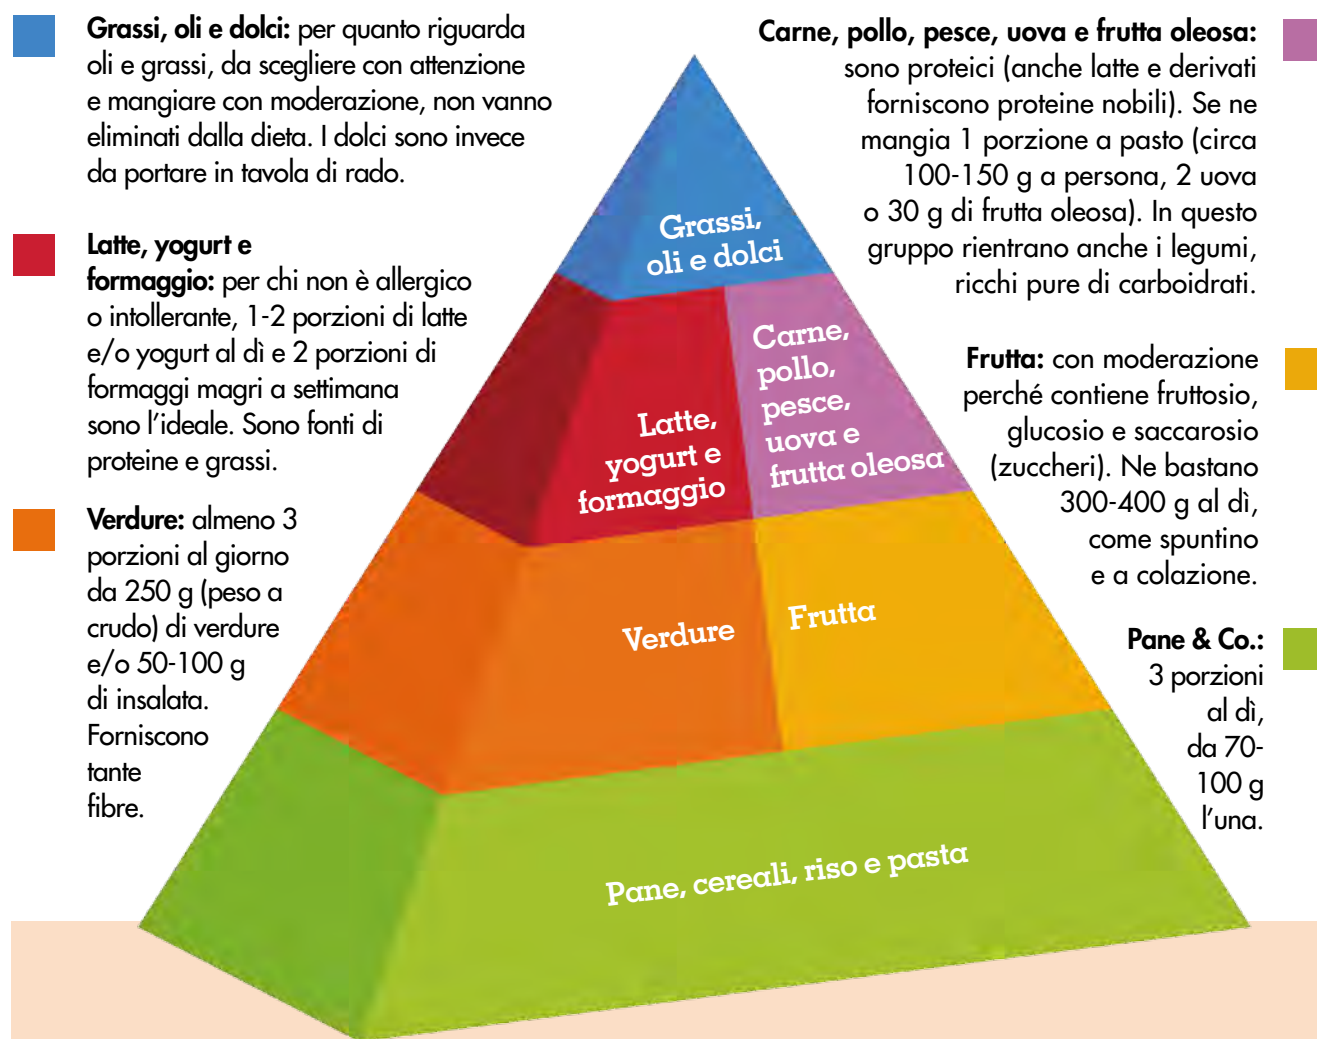 Grassi, oli e dolci: per quanto riguarda
oli e grassi, da scegliere con attenzione
e mangiare con moderazione, non vanno
eliminati dalla dieta. I dolci sono invece
da portare in tavola di rado.
Latte, yogurt e
formaggio: per chi non è allergico
o intollerante, 1-2 porzioni di latte
e/o yogurt al dì e 2 porzioni di
formaggi magri a settimana
sono l'ideale. Sono fonti di
proteine e grassi.
Verdure: almeno 3
porzioni al giorno
da 250 g (peso a
crudo) di verdure
e/o 50-100 g
di insalata.
Forniscono
tante
fibre.
Grassi,
oli e dolci
Latte,
yogurt e
formaggio
Carne,
pollo,
pesce,
uova e
frutta oleosa
Verdure
Frutta
Pane, cereali, riso e pasta
Carne, pollo, pesce, uova e frutta oleosa:
sono proteici (anche latte e derivati
forniscono proteine nobili). Se ne
mangia 1 porzione a pasto (circa
100-150 g a persona, 2 uova
o 30 g di frutta oleosa). In questo
gruppo rientrano anche i legumi,
ricchi pure di carboidrati.
Frutta: con moderazione
perché contiene fruttosio,
glucosio e saccarosio
(zuccheri). Ne bastano
300-400 g al dì,
come spuntino
e a colazione.
Pane & Co.:
3 porzioni
al dì,
da 70-
100 g
l'una.